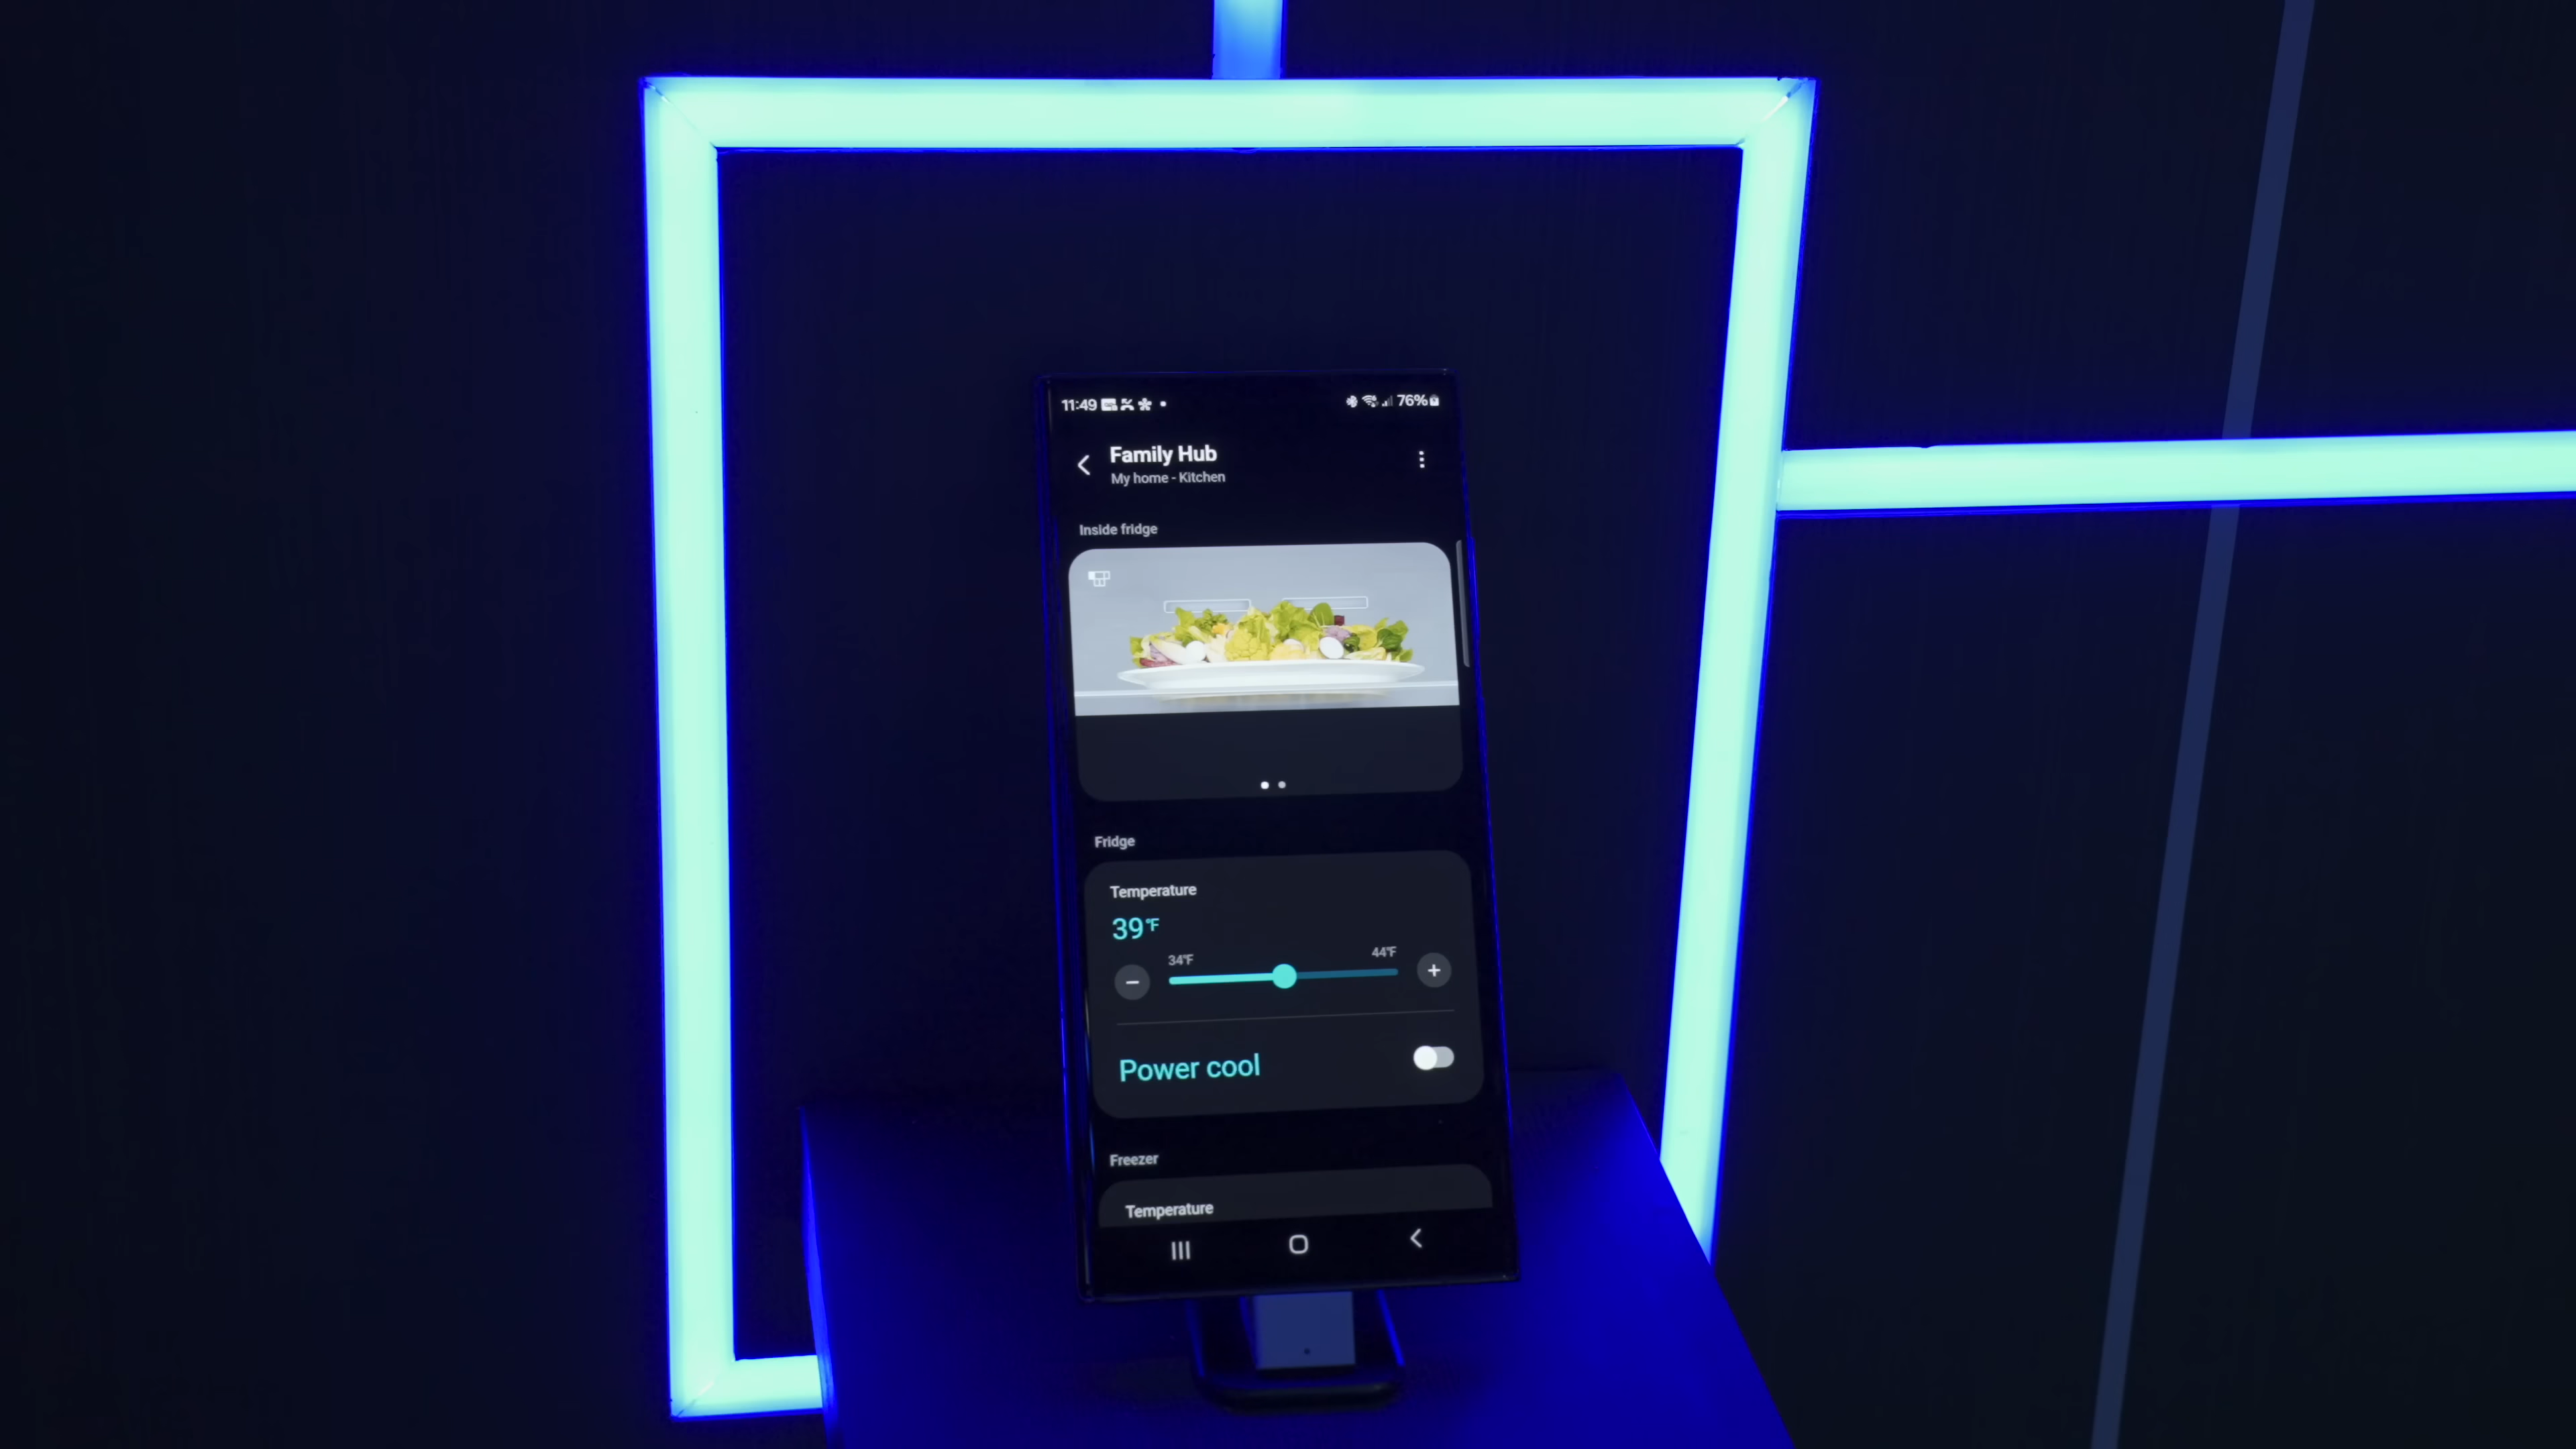 11:49 76%
Family Hub
My home - Kitchen
Inside fridge
Fridge
Temperature
39°F
34°F 44°F
Power cool
Freezer
Temperature